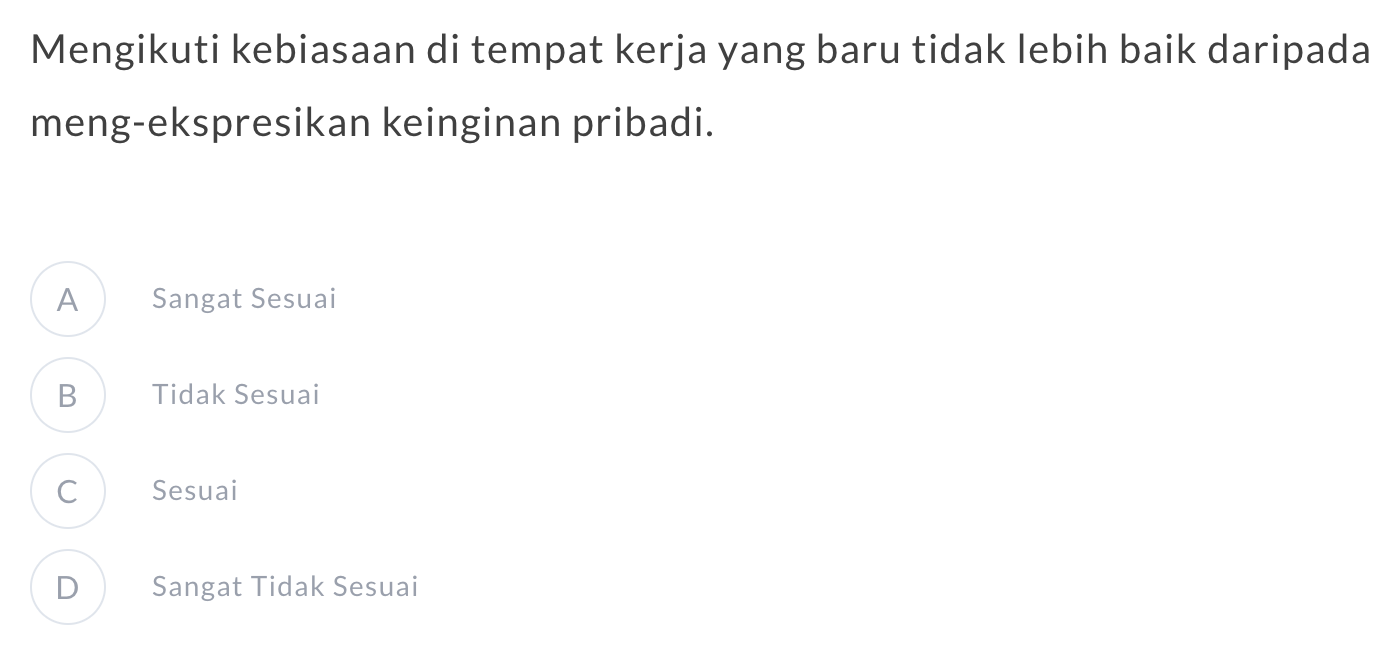 Mengikuti kebiasaan di tempat kerja yang baru tidak lebih baik daripada
meng-ekspresikan keinginan pribadi.
A Sangat Sesuai
B Tidak Sesuai
C Sesuai
D Sangat Tidak Sesuai